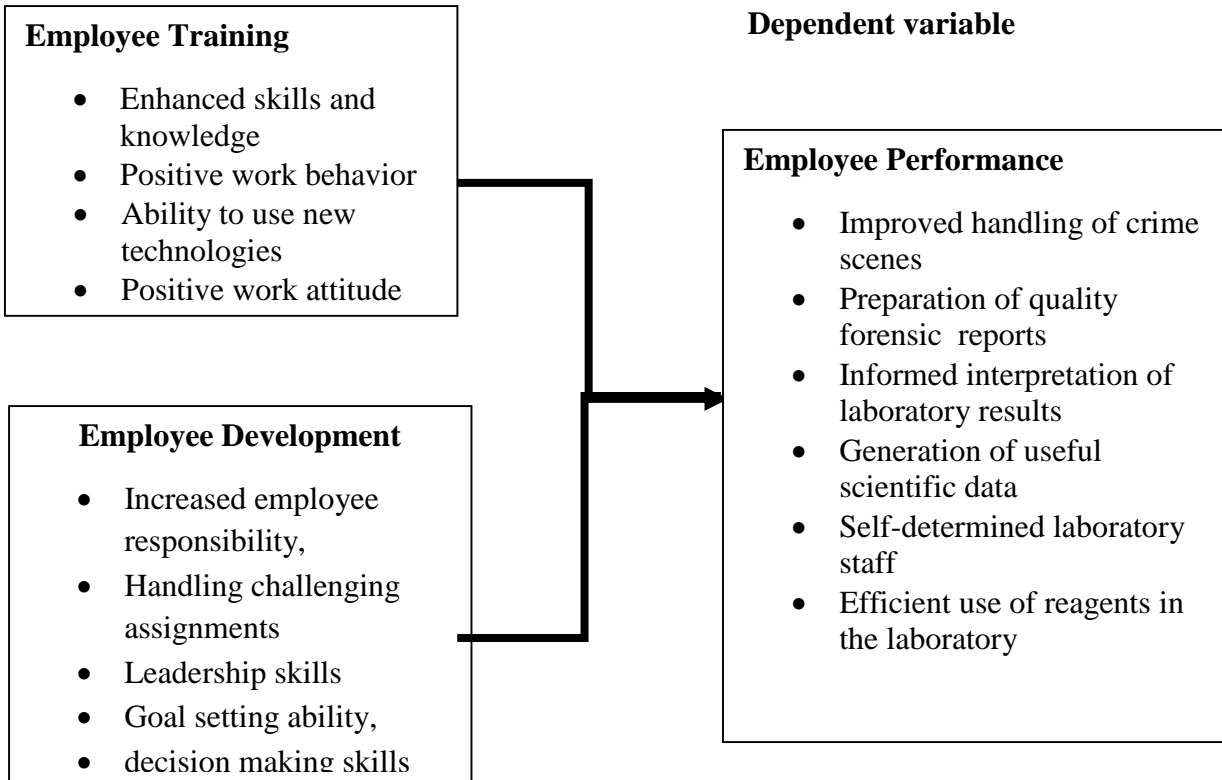 Employee Training
• Enhanced skills and
knowledge
• Positive work behavior
• Ability to use new
technologies
• Positive work attitude
Employee Development
• Increased employee
responsibility,
• Handling challenging
assignments
• Leadership skills
• Goal setting ability,
• decision making skills
Dependent variable
Employee Performance
• Improved handling of crime
scenes
• Preparation of quality
forensic reports
• Informed interpretation of
laboratory results
• Generation of useful
scientific data
• Self-determined laboratory
staff
• Efficient use of reagents in
the laboratory